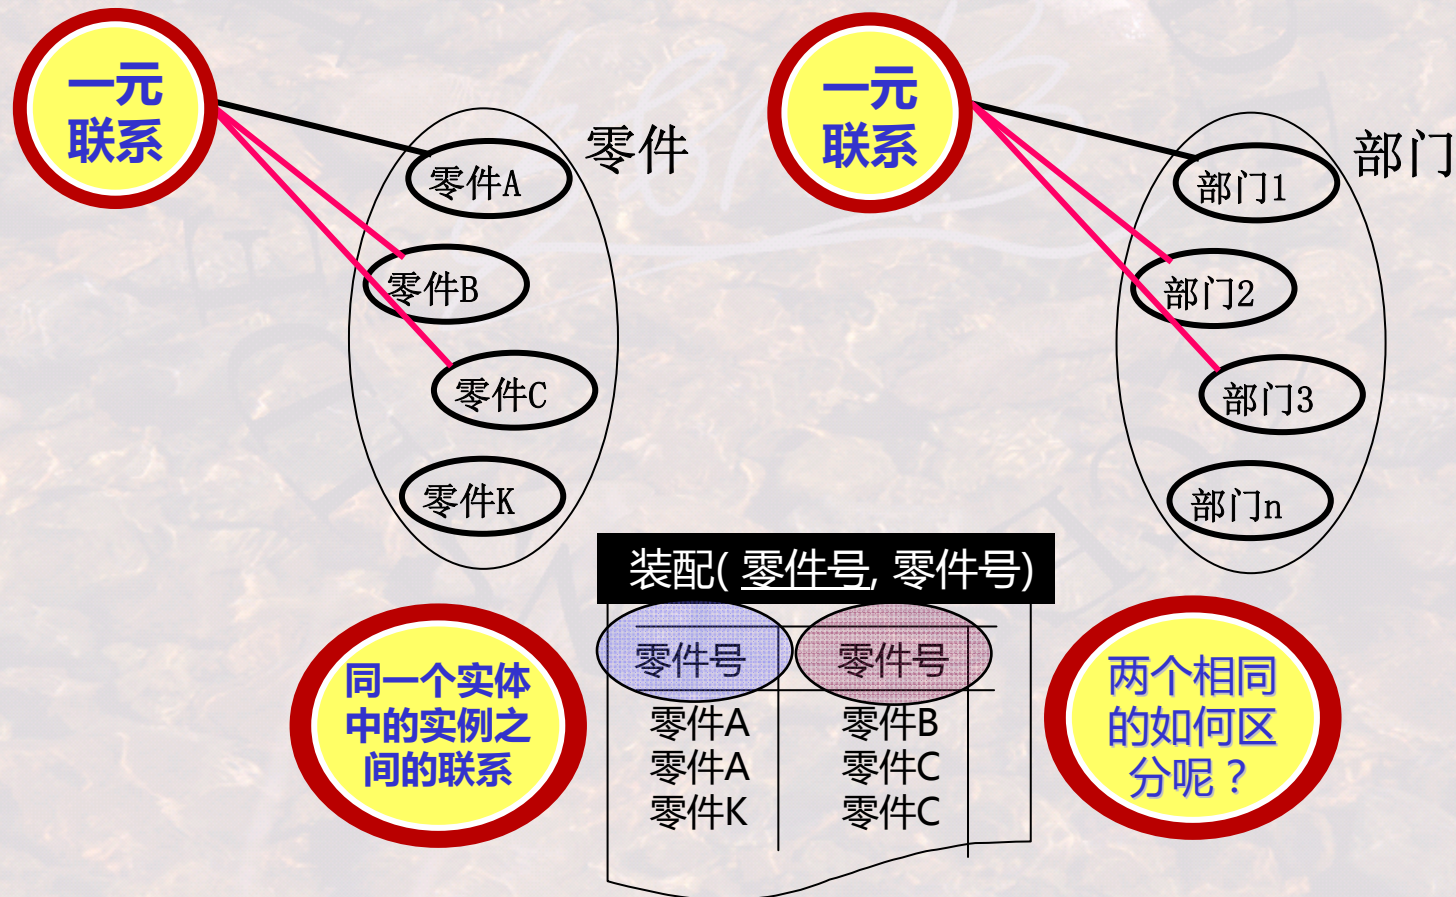 一元
联系
零件
零件A
零件B
零件C
零件K
一元
联系
部门
部门1
部门2
部门3
部门n
装配( 零件号, 零件号)
零件号 零件号
零件A 零件B
零件A 零件C
零件K 零件C
同一个实体
中的实例之
间的联系
两个相同
的如何区
分呢？